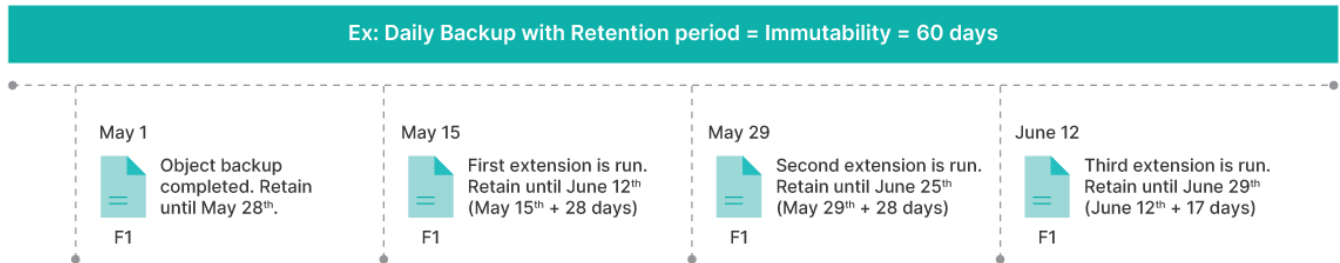 Ex: Daily Backup with Retention period = Immutability = 60 days
May 1
Object backup
completed. Retain
until May 28th.
F1
May 15
First extension is run.
Retain until June 12th
(May 15th + 28 days)
F1
May 29
Second extension is run.
Retain until June 25th
(May 29th + 28 days)
F1
June 12
Third extension is run.
Retain until June 29th
(June 12th + 17 days)
F1